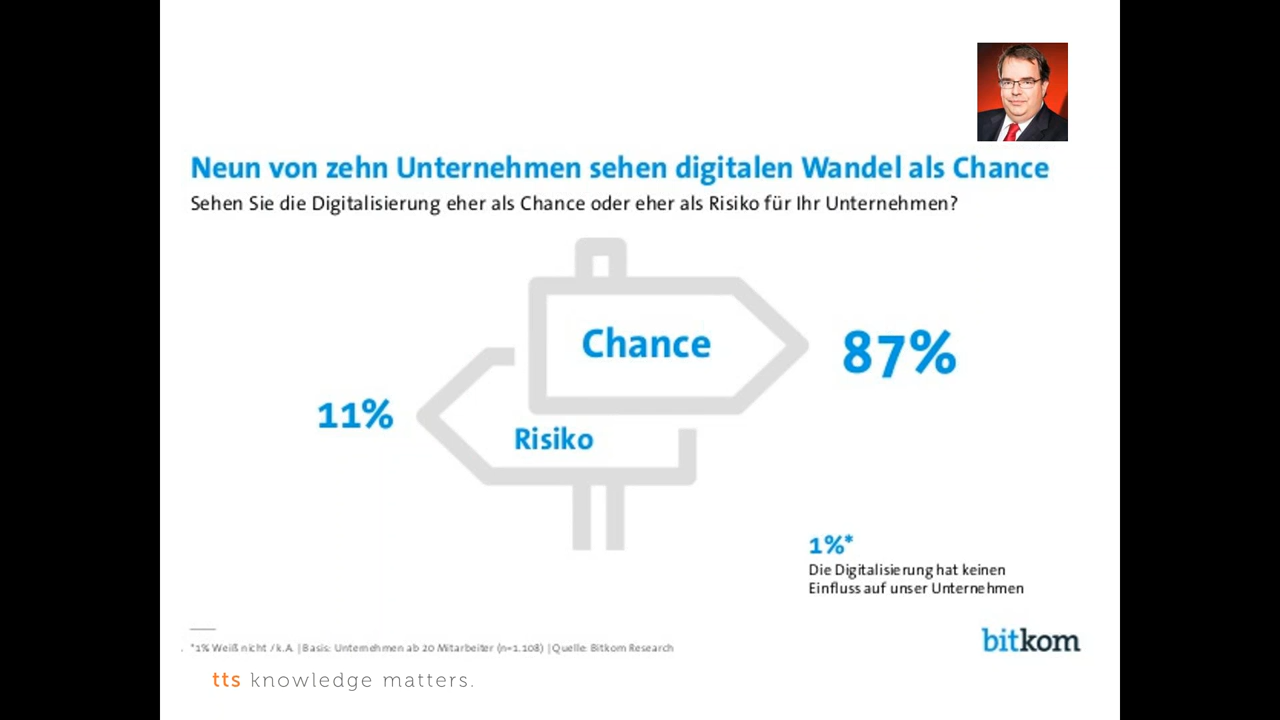 Neun von zehn Unternehmen sehen digitalen Wandel als Chance
Sehen Sie die Digitalisierung eher als Chance oder eher als Risiko für Ihr Unternehmen?
Chance
87%
11%
Risiko
1%*
Die Digitalisierung hat keinen
Einfluss auf unser Unternehmen
*1% Weiß nicht / k.A. | Basis: Unternehmen ab 20 Mitarbeiter (n=1.108) | Quelle: Bitkom Research
bitkom
tts knowledge matters.